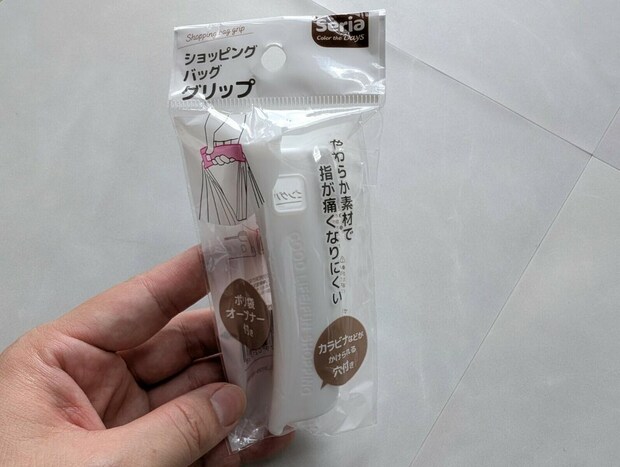 Shopping bag grip
Seria
Color the Days
ショッピング
バッグ
グリップ
やわらか素材で
指が痛くなりにくい
ポリ袋
オープナー
付き
カラビナなどが
かけられる
穴付き